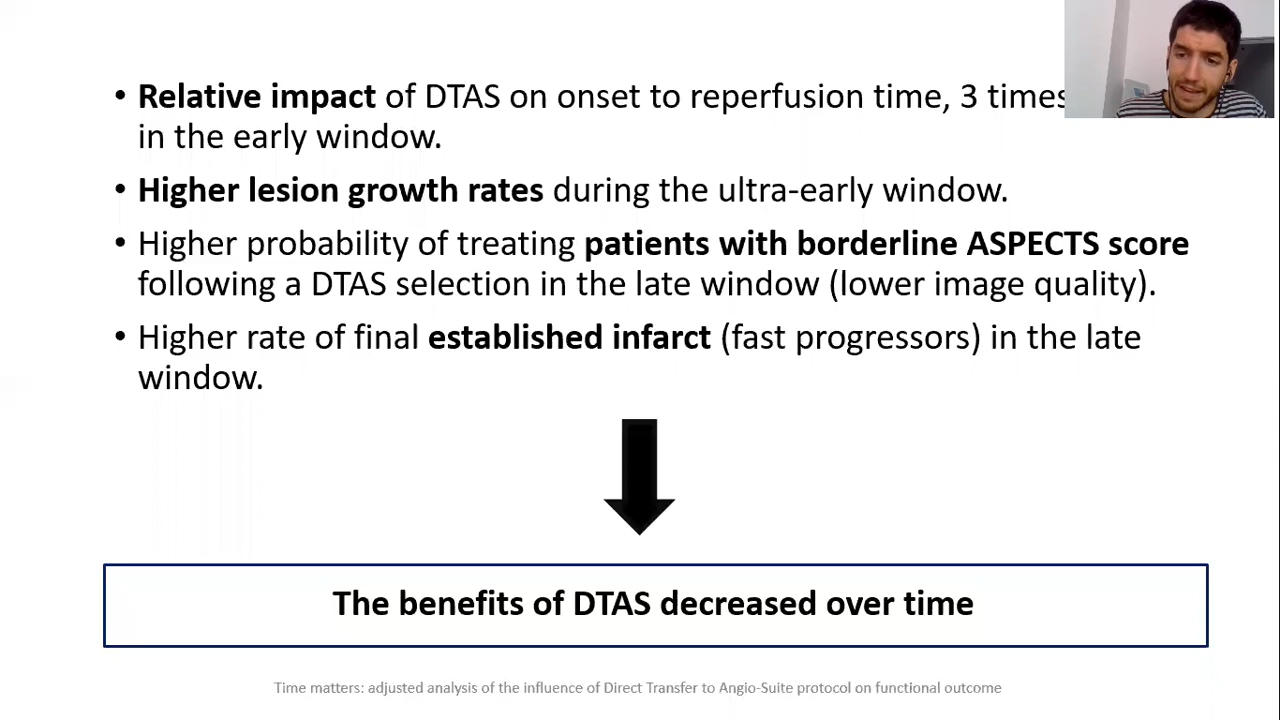 • Relative impact of DTAS on onset to reperfusion time, 3 times
in the early window.
• Higher lesion growth rates during the ultra-early window.
• Higher probability of treating patients with borderline ASPECTS score
following a DTAS selection in the late window (lower image quality).
• Higher rate of final established infarct (fast progressors) in the late
window.
The benefits of DTAS decreased over time
Time matters: adjusted analysis of the influence of Direct Transfer to Angio-Suite protocol on functional outcome